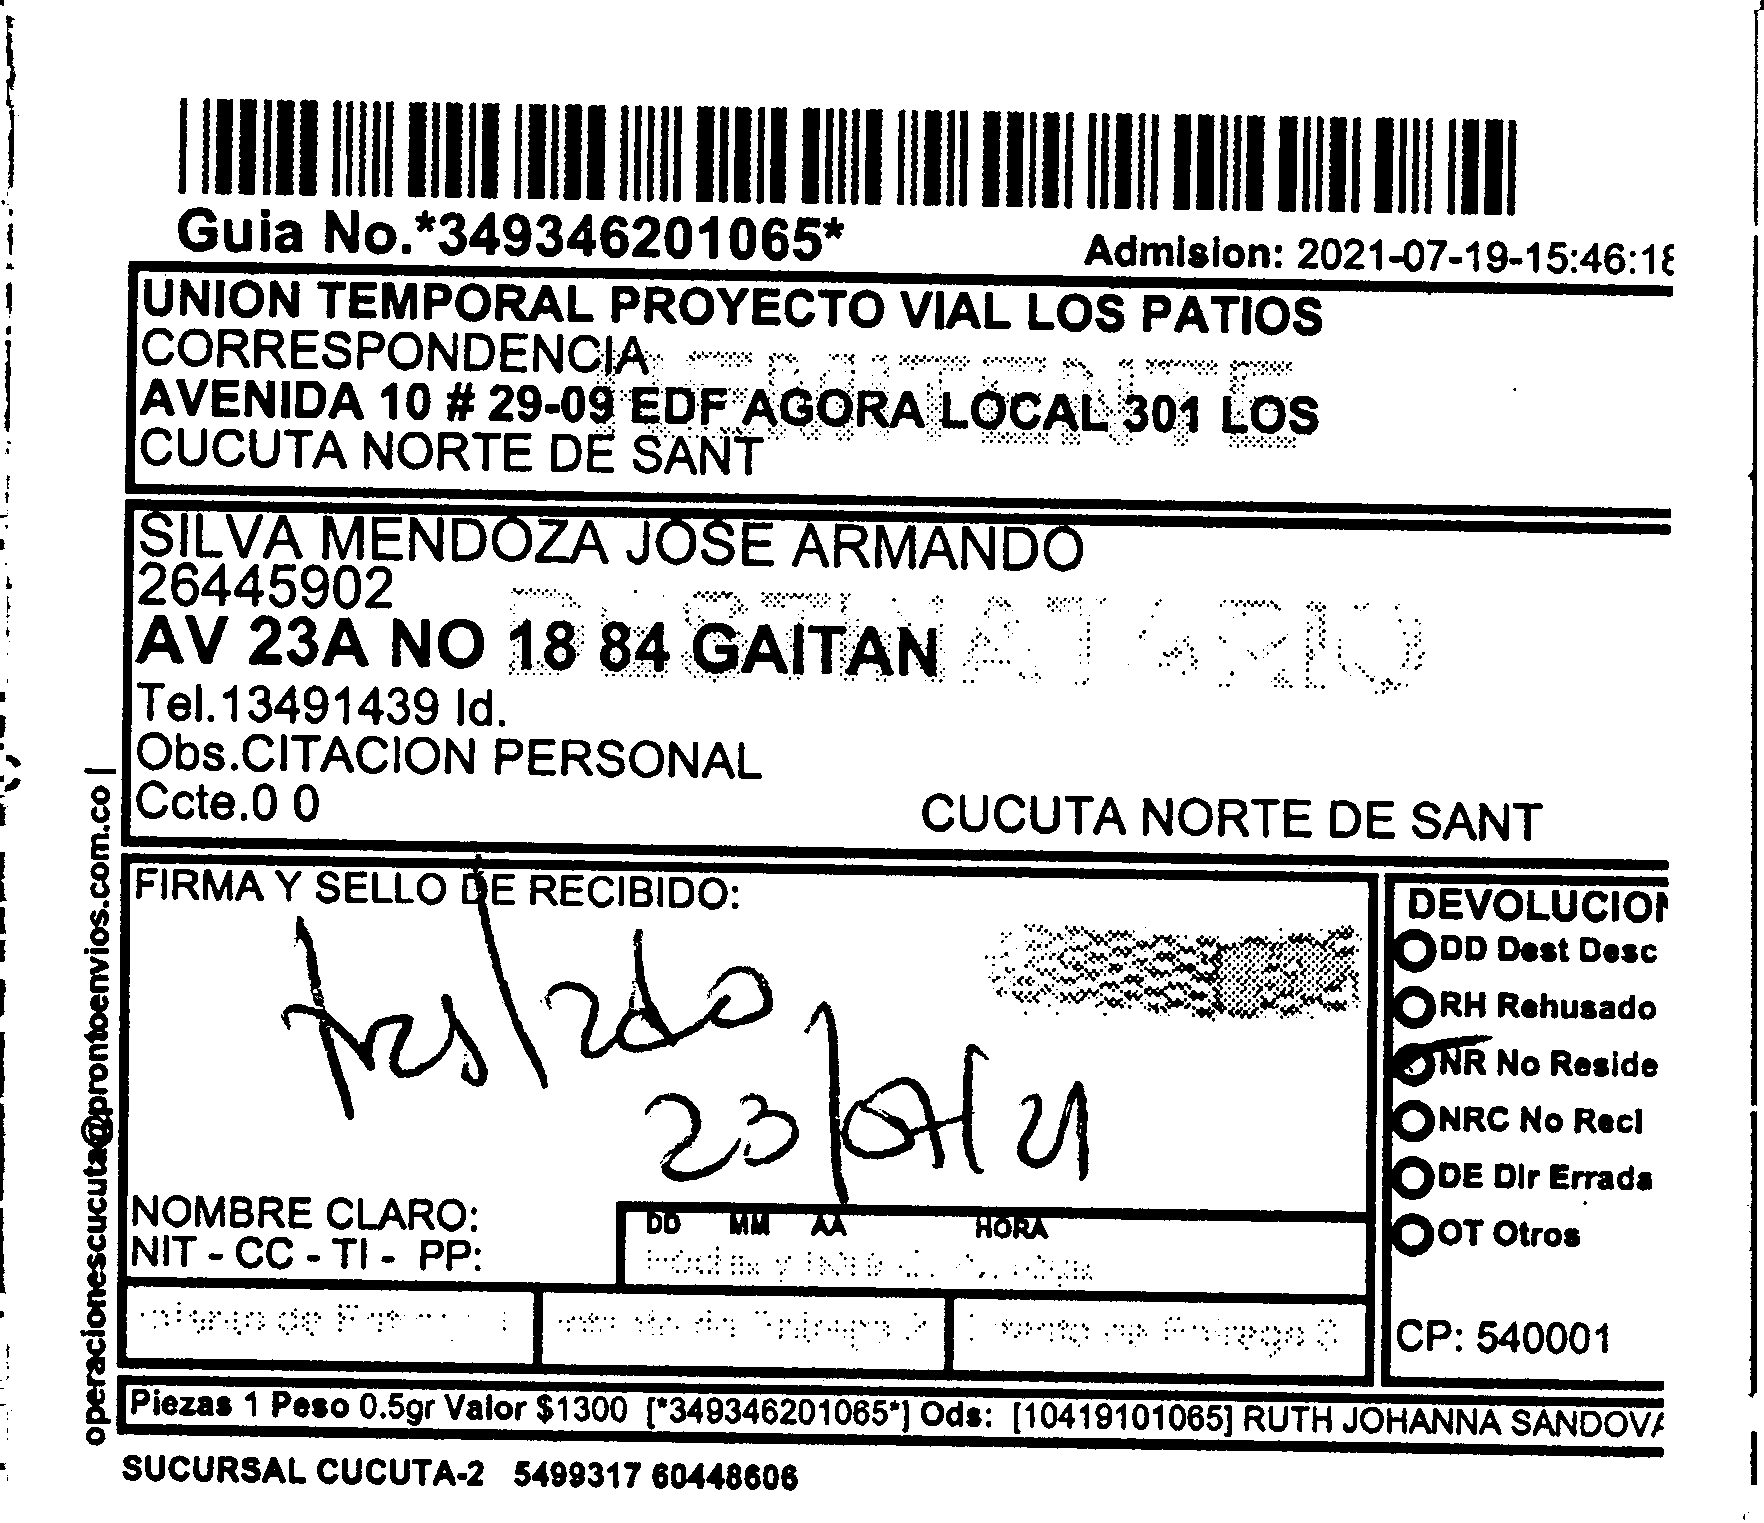 Guia No.*349346201065*
Admision: 2021-07-19-15:46:18
UNION TEMPORAL PROYECTO VIAL LOS PATIOS
CORRESPONDENCIA
REMITENTE
AVENIDA 10 # 29-09 EDF AGORA LOCAL 301 LOS
CUCUTA NORTE DE SANT
SILVA MENDOZA JOSE ARMANDO
26445902
DESTINATARIO
AV 23A NO 18 84 GAITAN
Tel.13491439 Id.
Obs.CITACION PERSONAL
Ccte.0 0
CUCUTA NORTE DE SANT
operacionescucuta@prontoenvios.com.co |
FIRMA Y SELLO DE RECIBIDO:
trasladado
23/07/21
NOMBRE CLARO:
NIT - CC - TI - PP:
DD MM AA HORA
DEVOLUCION
DD Dest Desc
RH Rehusado
NR No Reside
NRC No Recl
DE Dir Errada
OT Otros
CP: 540001
Piezas 1 Peso 0.5gr Valor $1300 [*349346201065*] Ods: [10419101065] RUTH JOHANNA SANDOVA
SUCURSAL CUCUTA-2 5499317 60448606